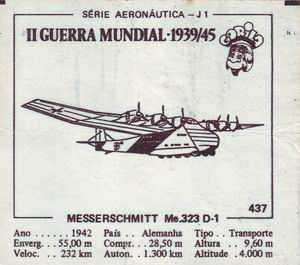 SÉRIE AERONÁUTICA - J1
II GUERRA MUNDIAL - 1939/45
437
MESSERSCHMITT Me.323 D-1
Ano ...... 1942 País .. Alemanha Tipo .. Transporte
Enverg... 55,00 m Compr... 28,50 m Altura .. 9,60 m
Veloc. .. 232 km Auton. . 1.300 km Altitude . 4.000 m